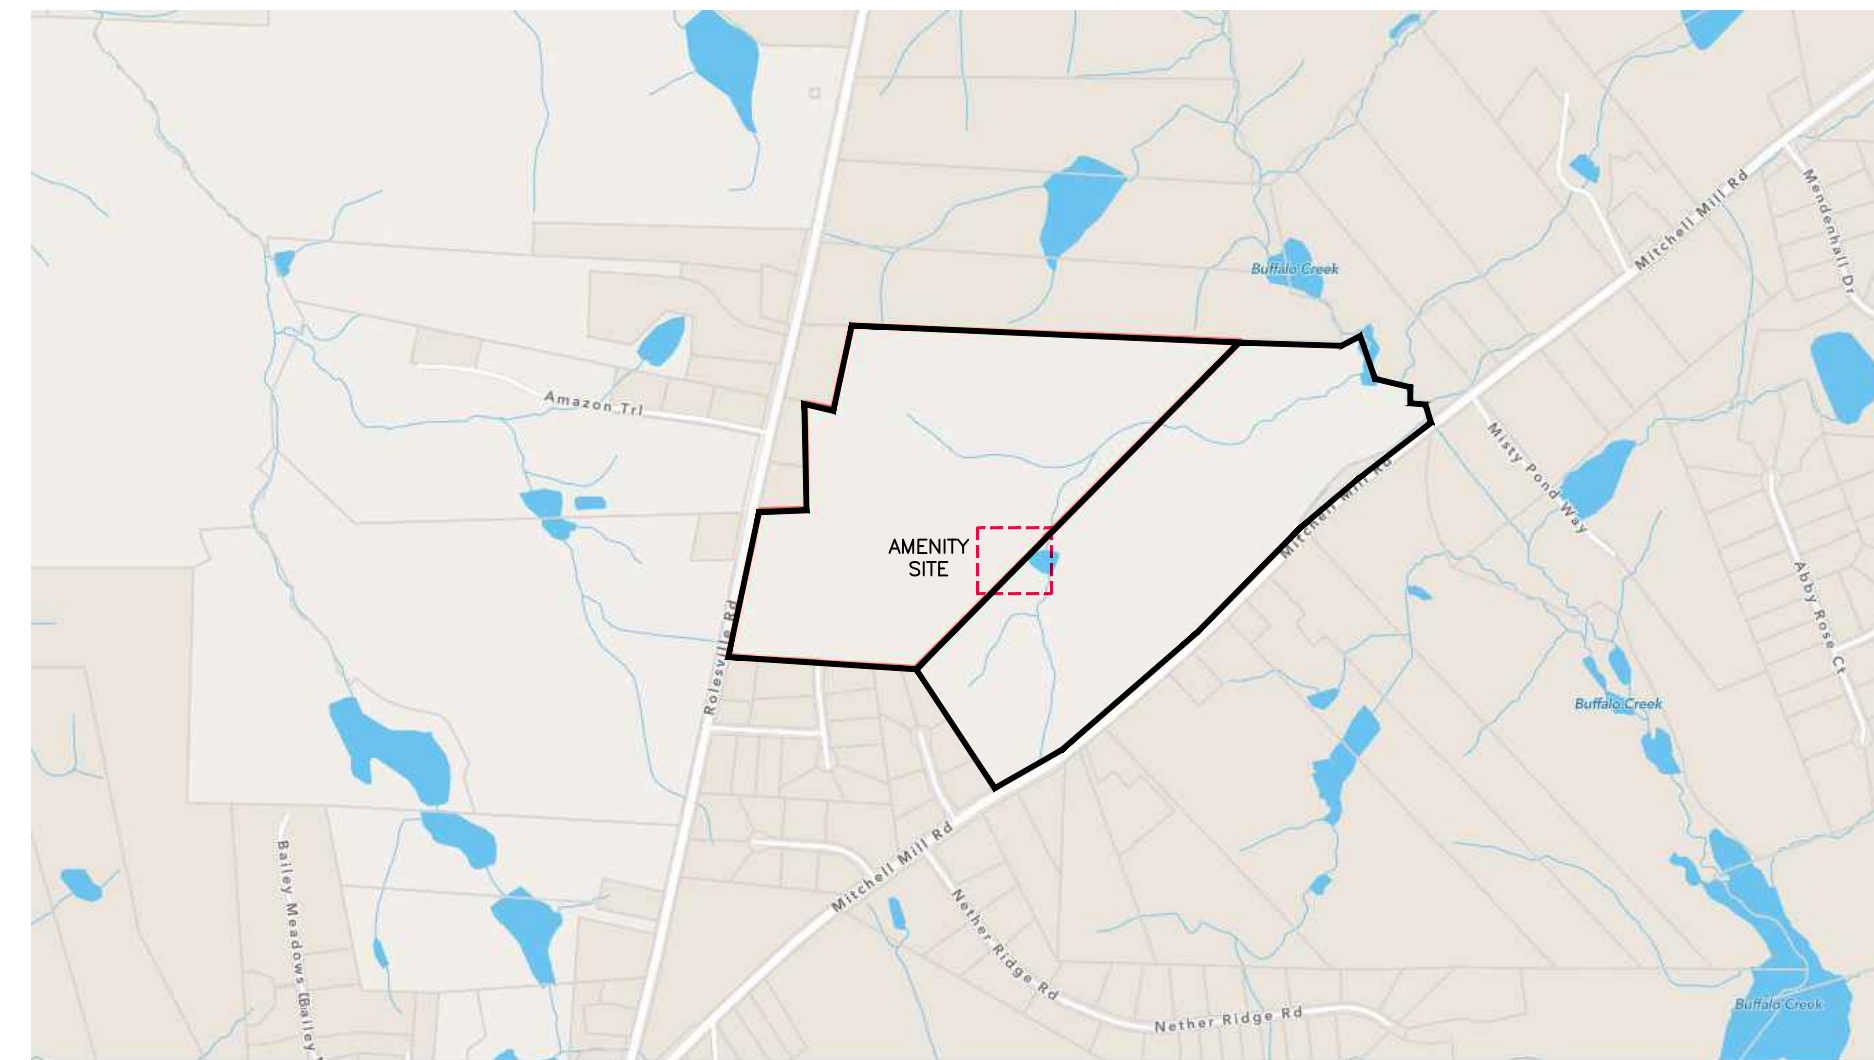 Mitchell Mill Rd
Mendenhall Dr
Buffalo Creek
Amazon Trl
Mitchell Mill Rd
Misty Pond Way
AMENITY
SITE
Abby Rose Ct
Rolesville Rd
Buffalo Creek
Mitchell Mill Rd
Bailey Meadows
Nether Ridge Rd
Nether Ridge Rd
Buffalo Creek